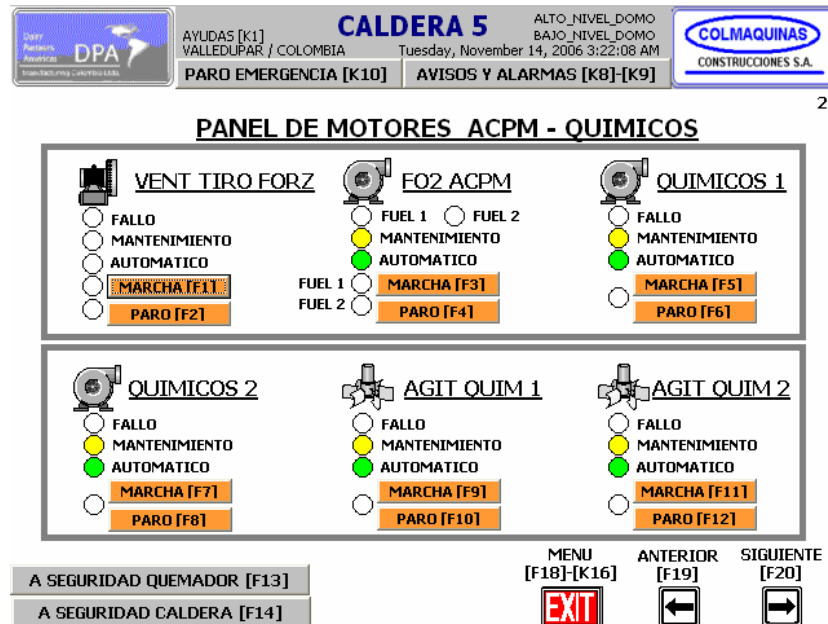 Dairy
Partners
Americas
DPA
AYUDAS [K1]
VALLEDUPAR / COLOMBIA
CALDERA 5
ALTO_NIVEL_DOMO
BAJO_NIVEL_DOMO
Tuesday, November 14, 2006 3:22:08 AM
PARO EMERGENCIA [K10]
AVISOS Y ALARMAS [K8]-[K9]
COLMAQUINAS
CONSTRUCCIONES S.A.
2
PANEL DE MOTORES ACPM - QUIMICOS
VENT TIRO FORZ
FALLO
MANTENIMIENTO
AUTOMATICO
MARCHA [F1]
PARO [F2]
FO2 ACPM
FUEL 1 FUEL 2
MANTENIMIENTO
AUTOMATICO
FUEL 1 MARCHA [F3]
FUEL 2 PARO [F4]
QUIMICOS 1
FALLO
MANTENIMIENTO
AUTOMATICO
MARCHA [F5]
PARO [F6]
QUIMICOS 2
FALLO
MANTENIMIENTO
AUTOMATICO
MARCHA [F7]
PARO [F8]
AGIT QUIM 1
FALLO
MANTENIMIENTO
AUTOMATICO
MARCHA [F9]
PARO [F10]
AGIT QUIM 2
FALLO
MANTENIMIENTO
AUTOMATICO
MARCHA [F11]
PARO [F12]
A SEGURIDAD QUEMADOR [F13]
A SEGURIDAD CALDERA [F14]
MENU
[F18]-[K16]
EXIT
ANTERIOR
[F19]
SIGUIENTE
[F20]